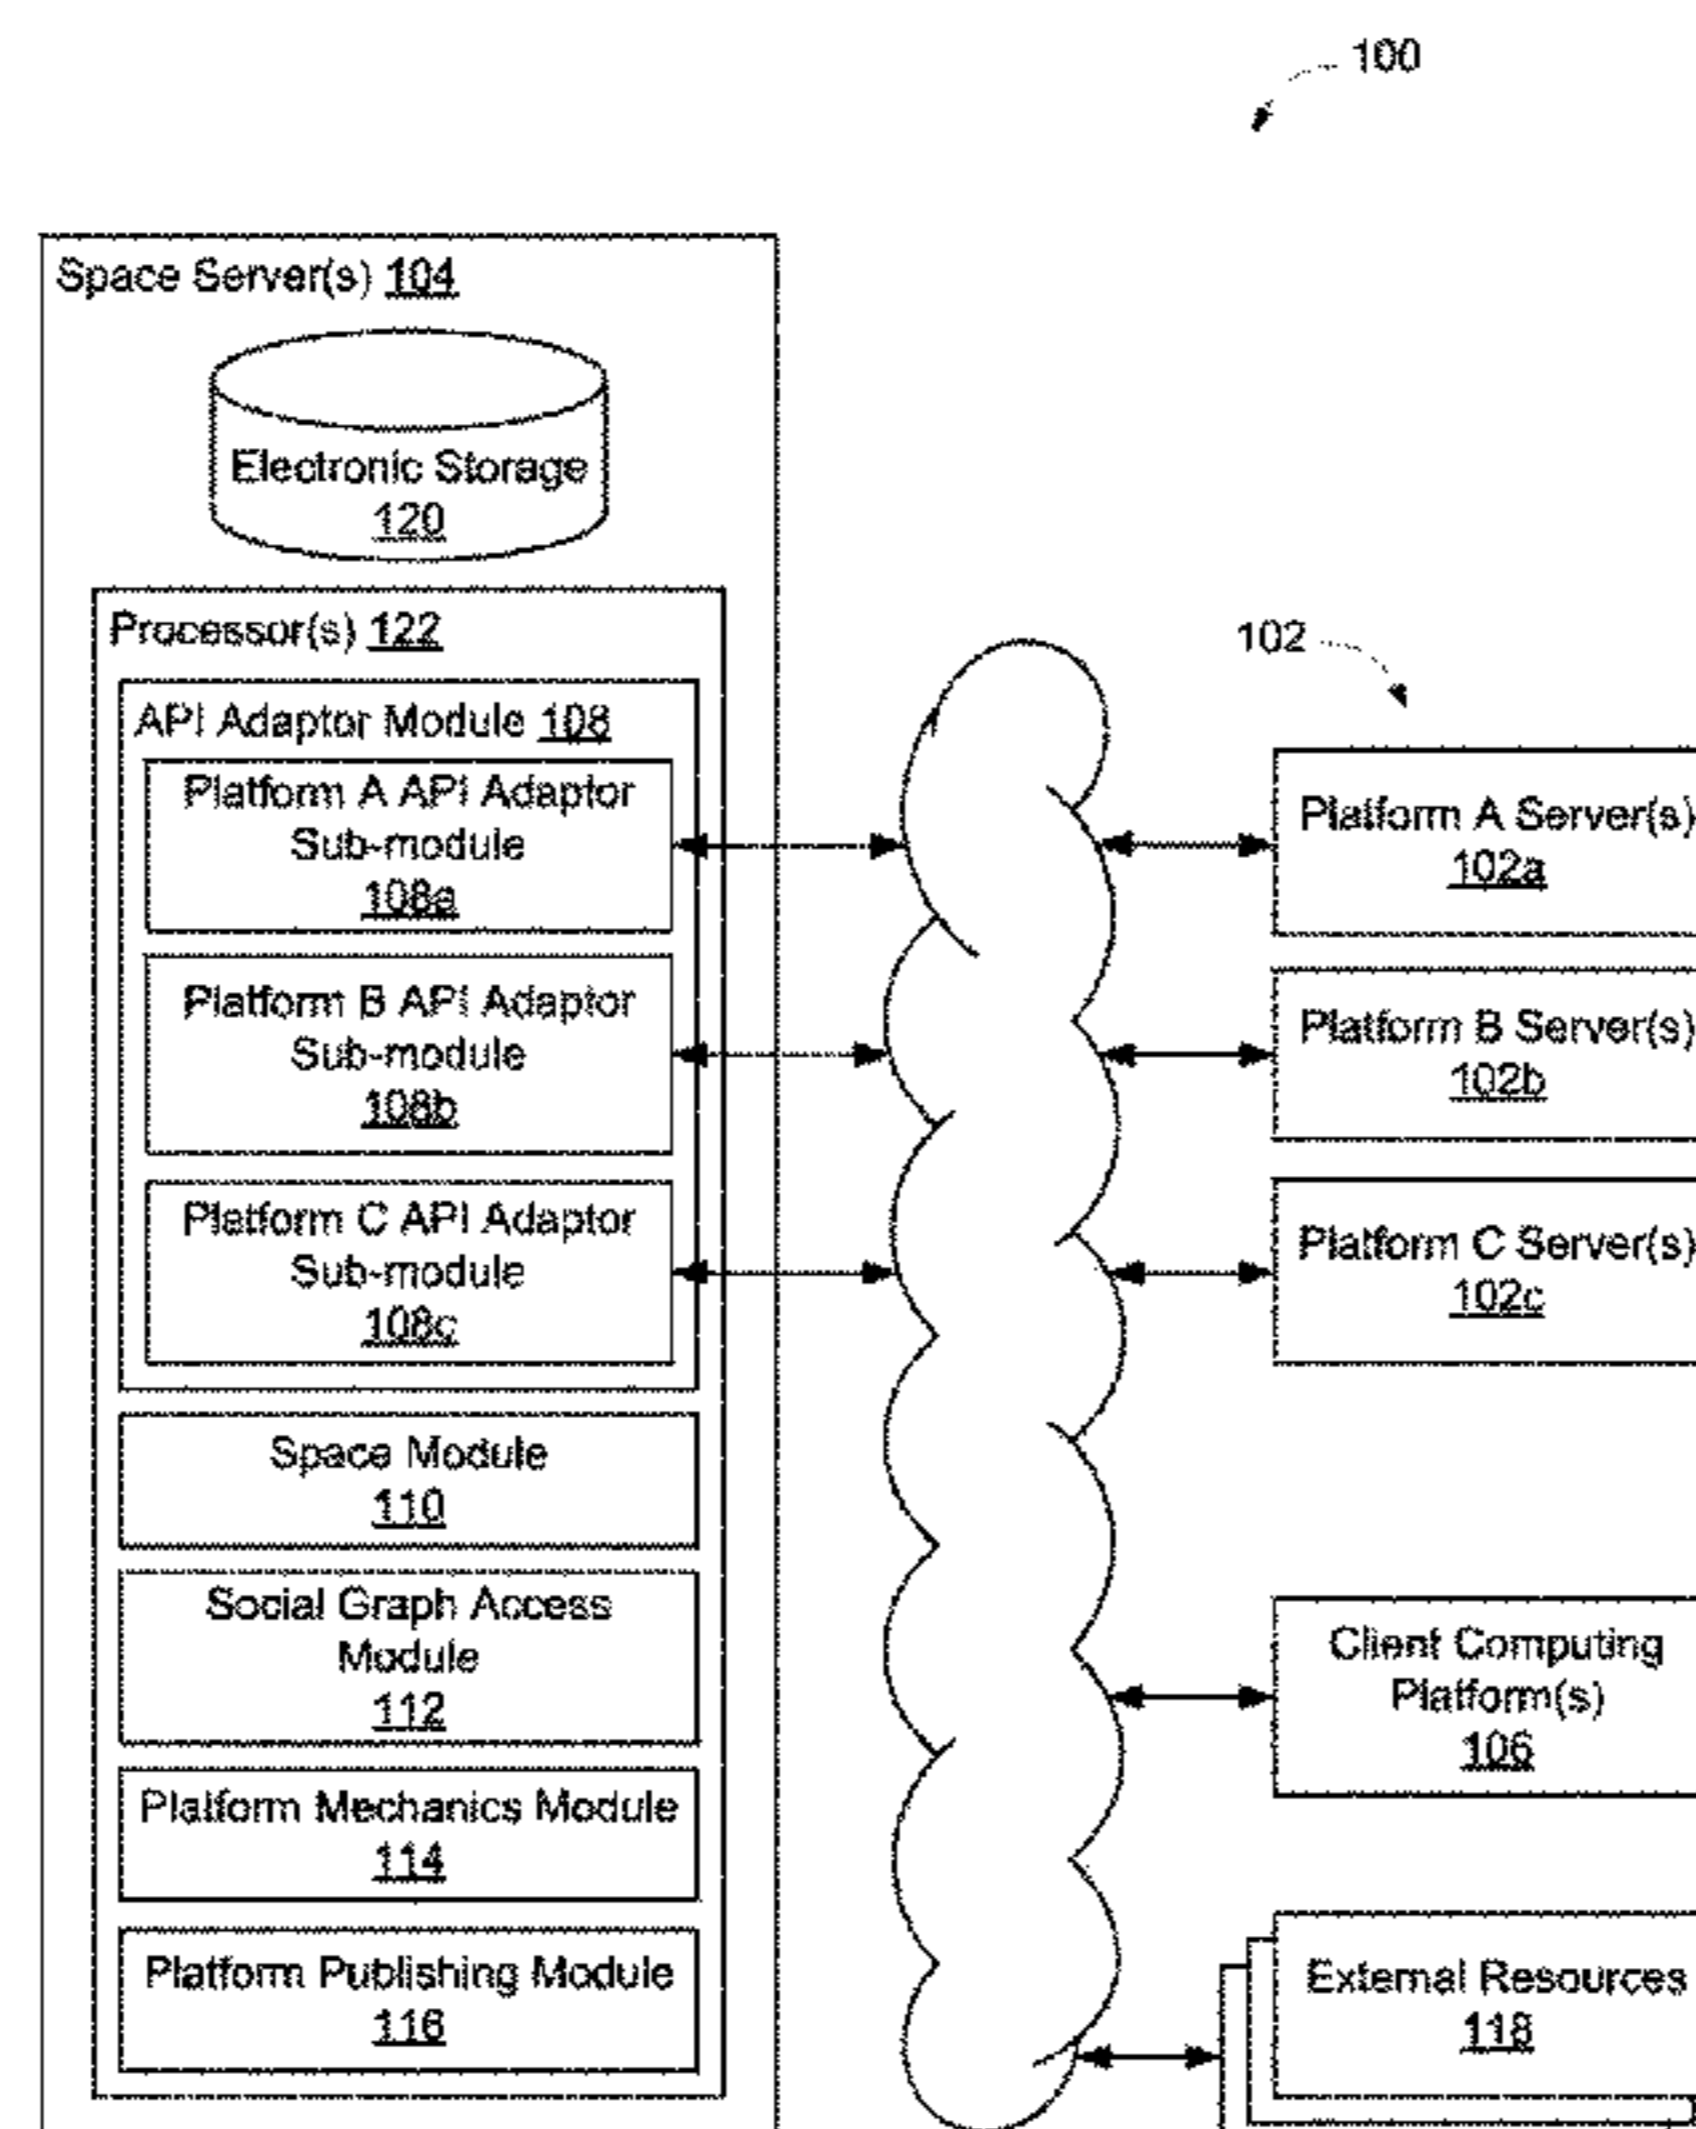 100
Space Server(s) 104
Electronic Storage
120
Processor(s) 122
API Adaptor Module 108
Platform A API Adaptor
Sub-module
108a
Platform B API Adaptor
Sub-module
108b
Platform C API Adaptor
Sub-module
108c
Space Module
110
Social Graph Access
Module
112
Platform Mechanics Module
114
Platform Publishing Module
116
102
Platform A Server(s)
102a
Platform B Server(s)
102b
Platform C Server(s)
102c
Client Computing
Platform(s)
106
External Resources
118